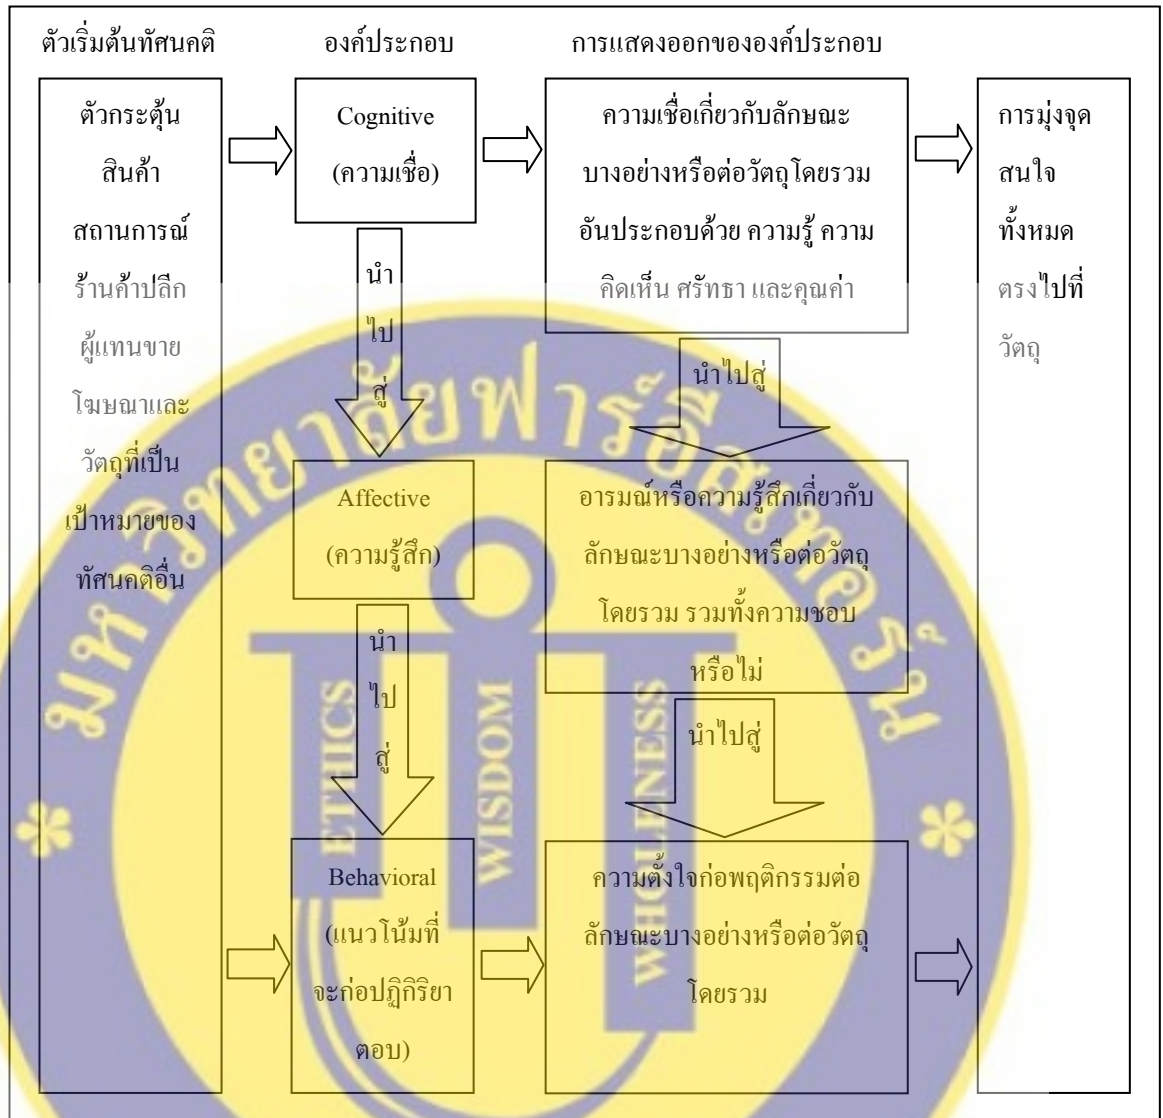 ตัวเริ่มต้นทัศนคติ
องค์ประกอบ
การแสดงออกขององค์ประกอบ
ตัวกระตุ้น
สินค้า
สถานการณ์
ร้านค้าปลีก
ผู้แทนขาย
โฆษณาและ
วัตถุที่เป็น
เป้าหมายของ
ทัศนคติอื่น
Cognitive
(ความเชื่อ)
นำ
ไป
สู่
Affective
(ความรู้สึก)
นำ
ไป
สู่
Behavioral
(แนวโน้มที่
จะก่อปฏิกิริยา
ตอบ)
ความเชื่อเกี่ยวกับลักษณะ
บางอย่างหรือต่อวัตถุโดยรวม
อันประกอบด้วย ความรู้ ความ
คิดเห็น ศรัทธา และคุณค่า
นำไปสู่
อารมณ์หรือความรู้สึกเกี่ยวกับ
ลักษณะบางอย่างหรือต่อวัตถุ
โดยรวม รวมทั้งความชอบ
หรือไม่
นำไปสู่
ความตั้งใจก่อพฤติกรรมต่อ
ลักษณะบางอย่างหรือต่อวัตถุ
โดยรวม
การมุ่งจุด
สนใจ
ทั้งหมด
ตรงไปที่
วัตถุ
มหาวิทยาลัยฟาร์อีสเทอร์น
ETHICS
WISDOM
WHOLENESS